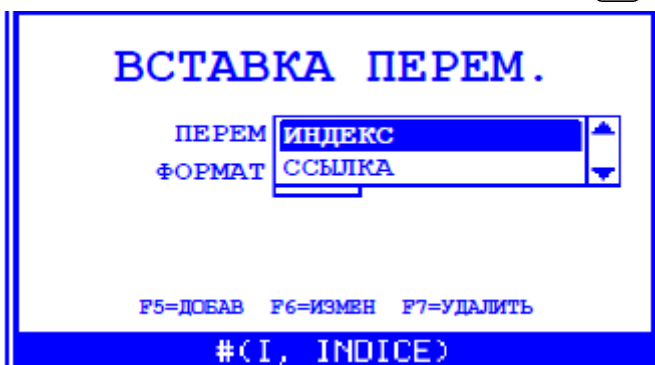 ВСТАВКА ПЕРЕМ.
ПЕРЕМ ИНДЕКС
ФОРМАТ ССЫЛКА
F5=ДОБАВ F6=ИЗМЕН F7=УДАЛИТЬ
#(I, INDICE)